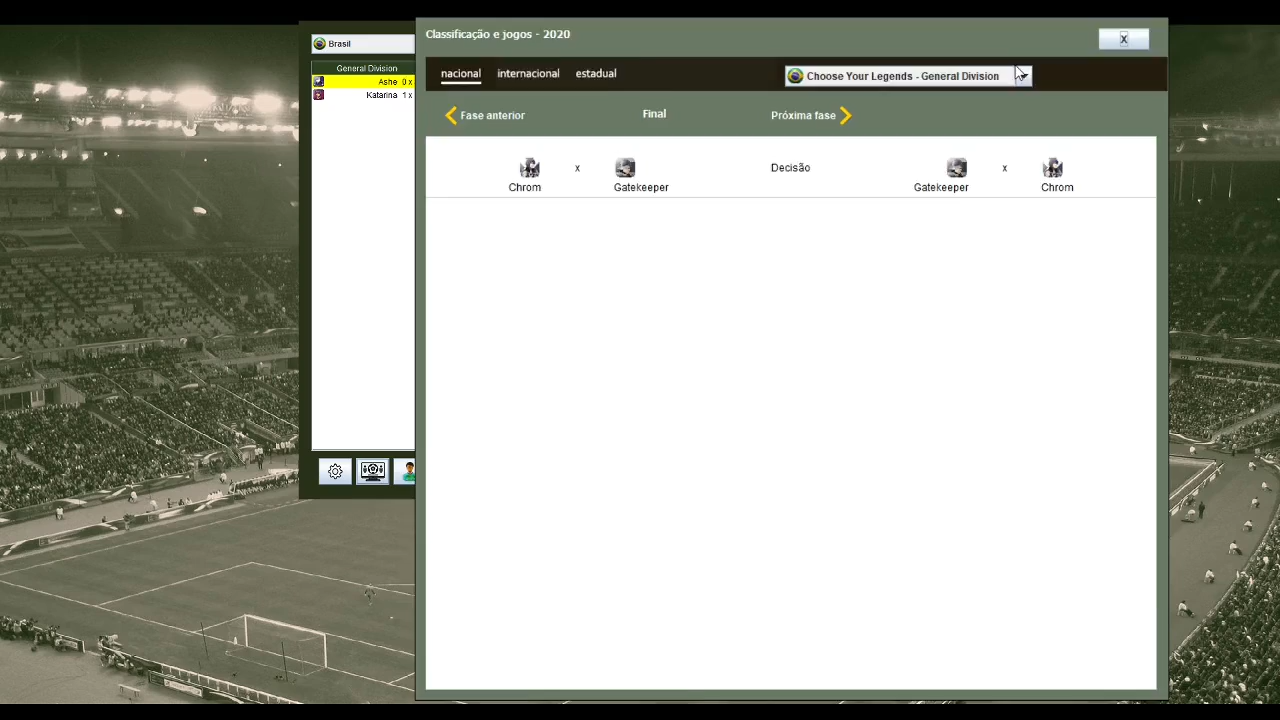 Classificação e jogos - 2020
X
Brasil
nacional internacional estadual
Choose Your Legends - General Division
General Division
Ashe 0 x
Katarina 1 x
Fase anterior Final Próxima fase
x Decisão x
Chrom Gatekeeper Gatekeeper Chrom